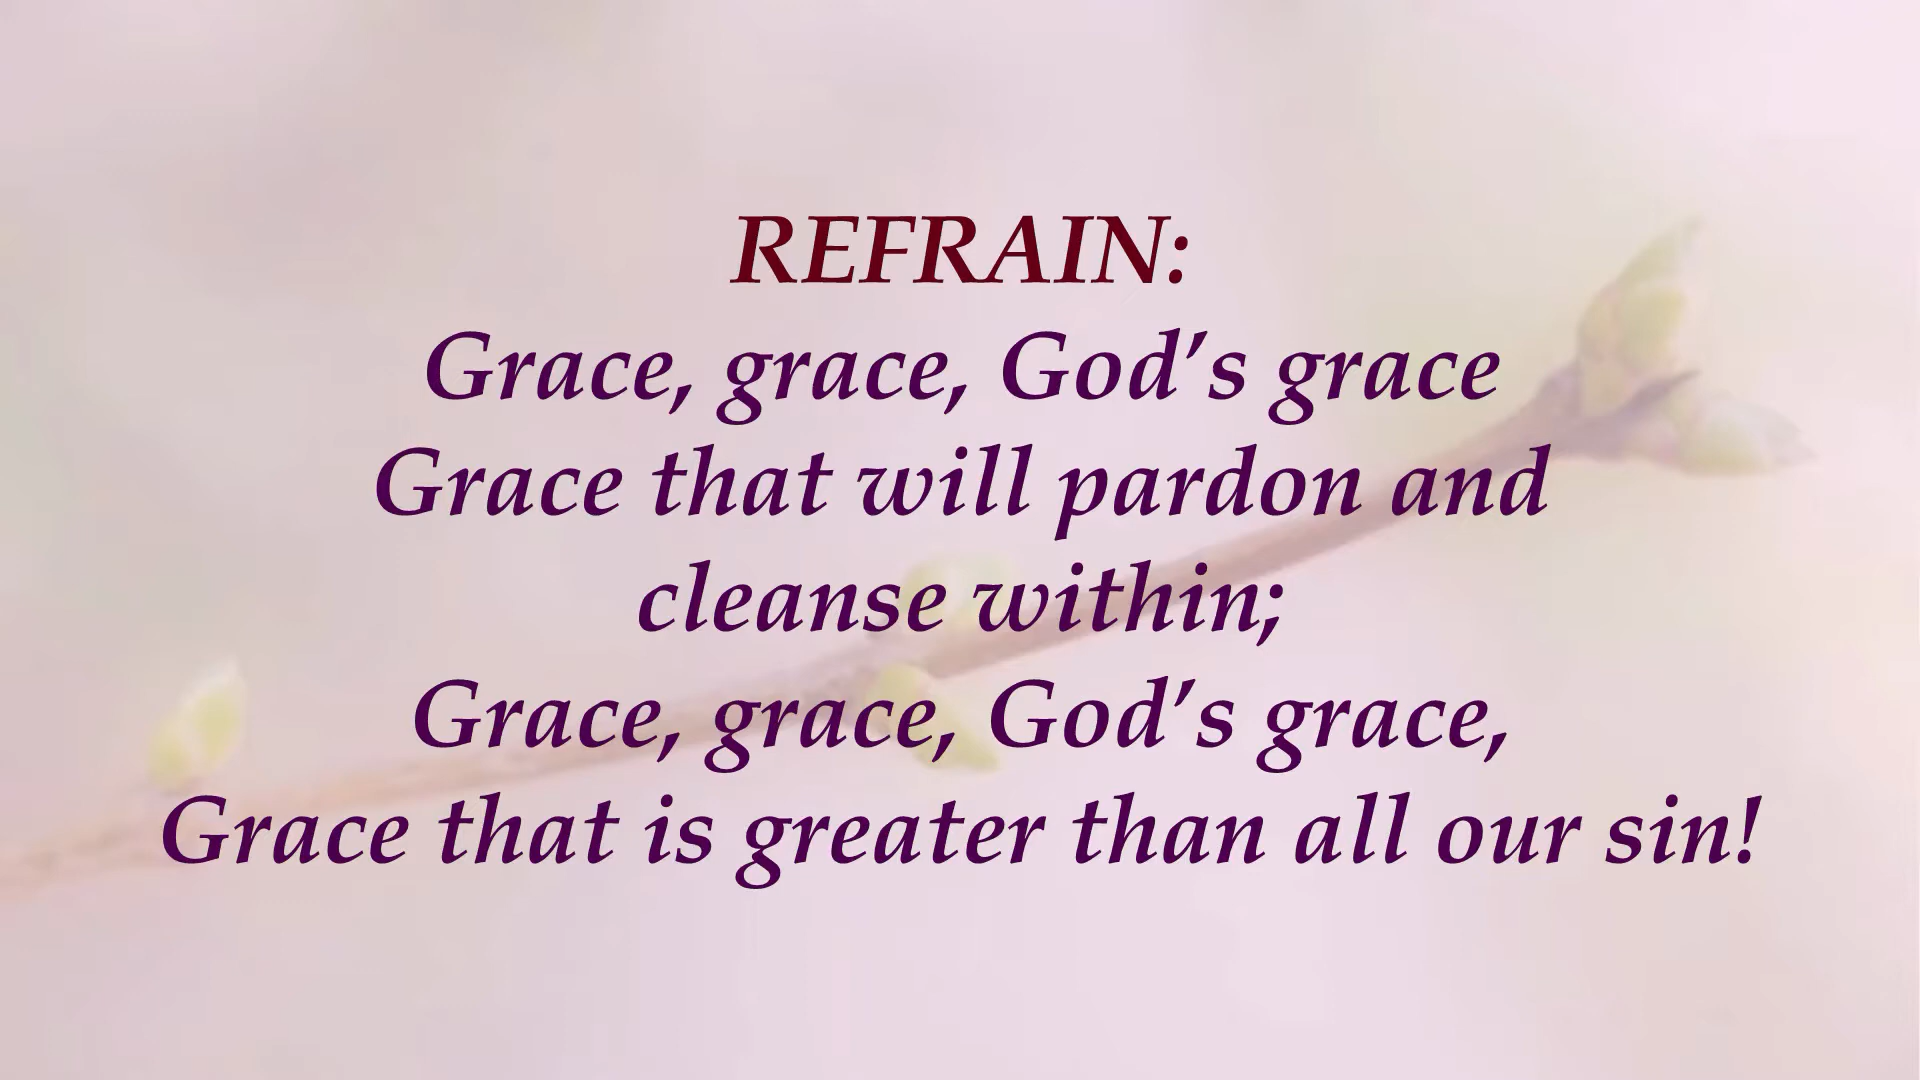 REFRAIN:
Grace, grace, God’s grace
Grace that will pardon and
cleanse within;
Grace, grace, God’s grace,
Grace that is greater than all our sin!